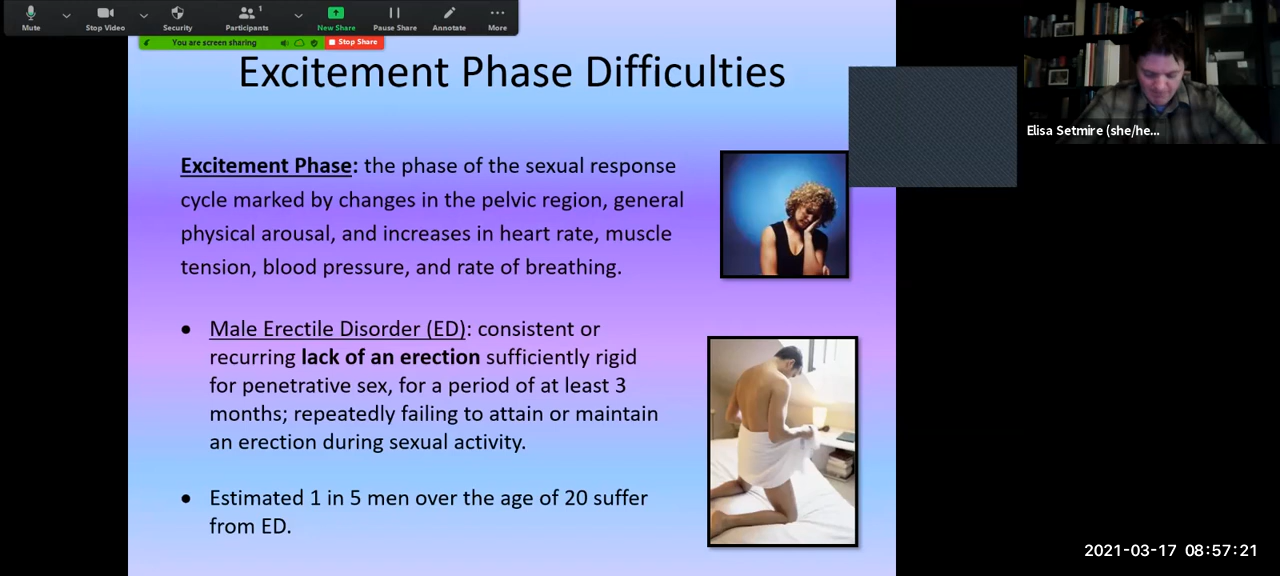 Mute
Stop Video
Security
Participants
1
New Share
Pause Share
Annotate
More
You are screen sharing
Stop Share
Excitement Phase Difficulties
Elisa Setmire (she/he...
Excitement Phase: the phase of the sexual response
cycle marked by changes in the pelvic region, general
physical arousal, and increases in heart rate, muscle
tension, blood pressure, and rate of breathing.
● Male Erectile Disorder (ED): consistent or
recurring lack of an erection sufficiently rigid
for penetrative sex, for a period of at least 3
months; repeatedly failing to attain or maintain
an erection during sexual activity.
● Estimated 1 in 5 men over the age of 20 suffer
from ED.
2021-03-17 08:57:21